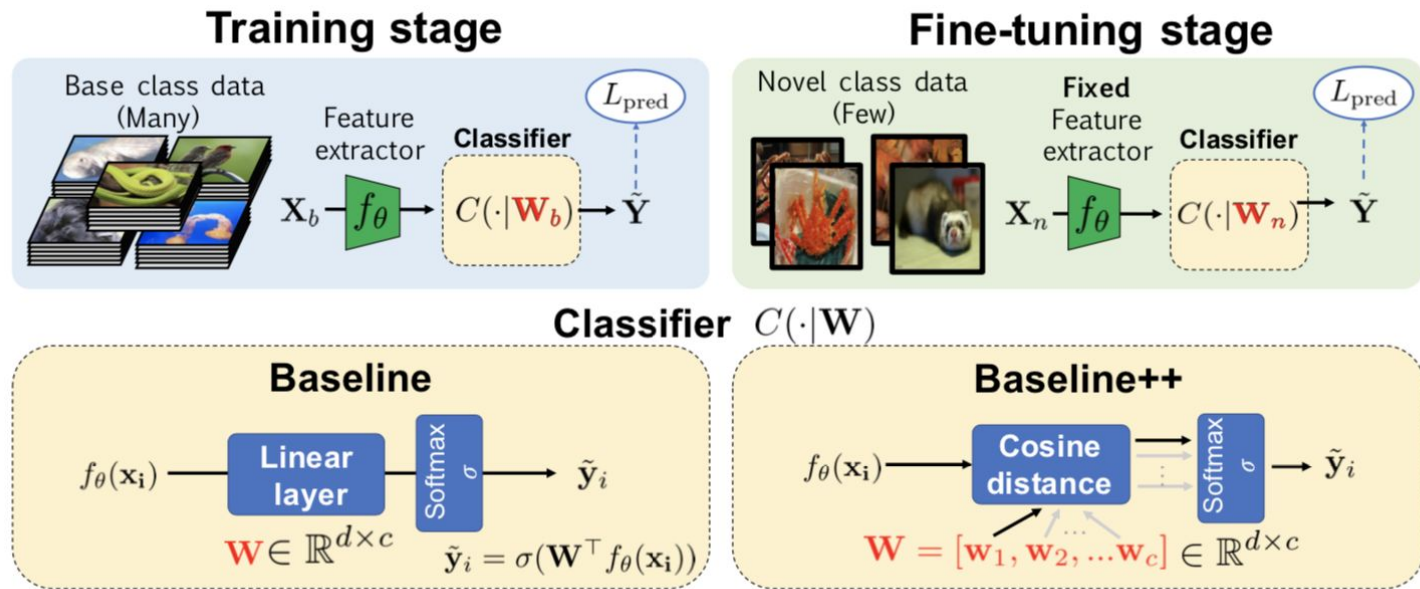 Training stage
Base class data
(Many)
Feature
extractor
Classifier
L_pred
X_b
f_θ
C(·|W_b)
Ỹ
Fine-tuning stage
Novel class data
(Few)
Fixed
Feature
extractor
Classifier
L_pred
X_n
f_θ
C(·|W_n)
Ỹ
Classifier C(·|W)
Baseline
f_θ(x_i)
Linear
layer
Softmax
σ
ỹ_i
W ∈ ℝ^{d×c}
ỹ_i = σ(W^⊤ f_θ(x_i))
Baseline++
f_θ(x_i)
Cosine
distance
...
⋮
Softmax
σ
ỹ_i
W = [w_1, w_2, ...w_c] ∈ ℝ^{d×c}